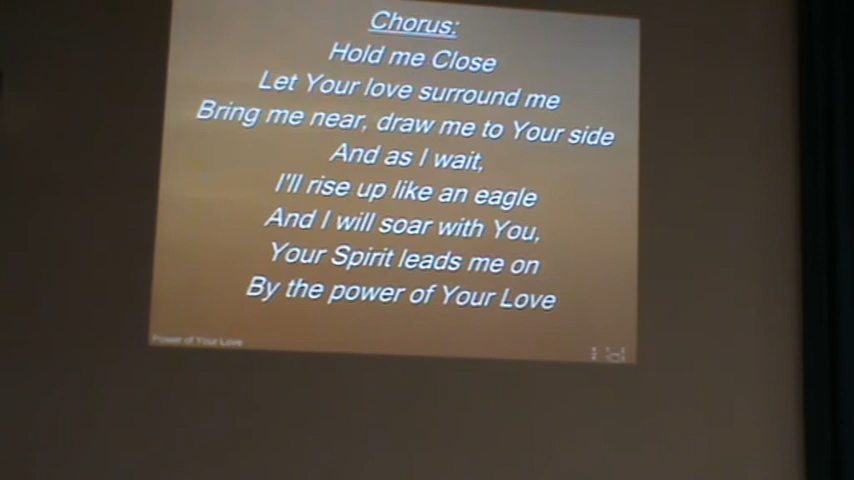 Chorus:
Hold me Close
Let Your love surround me
Bring me near, draw me to Your side
And as I wait,
I'll rise up like an eagle
And I will soar with You,
Your Spirit leads me on
By the power of Your Love
Power of Your Love